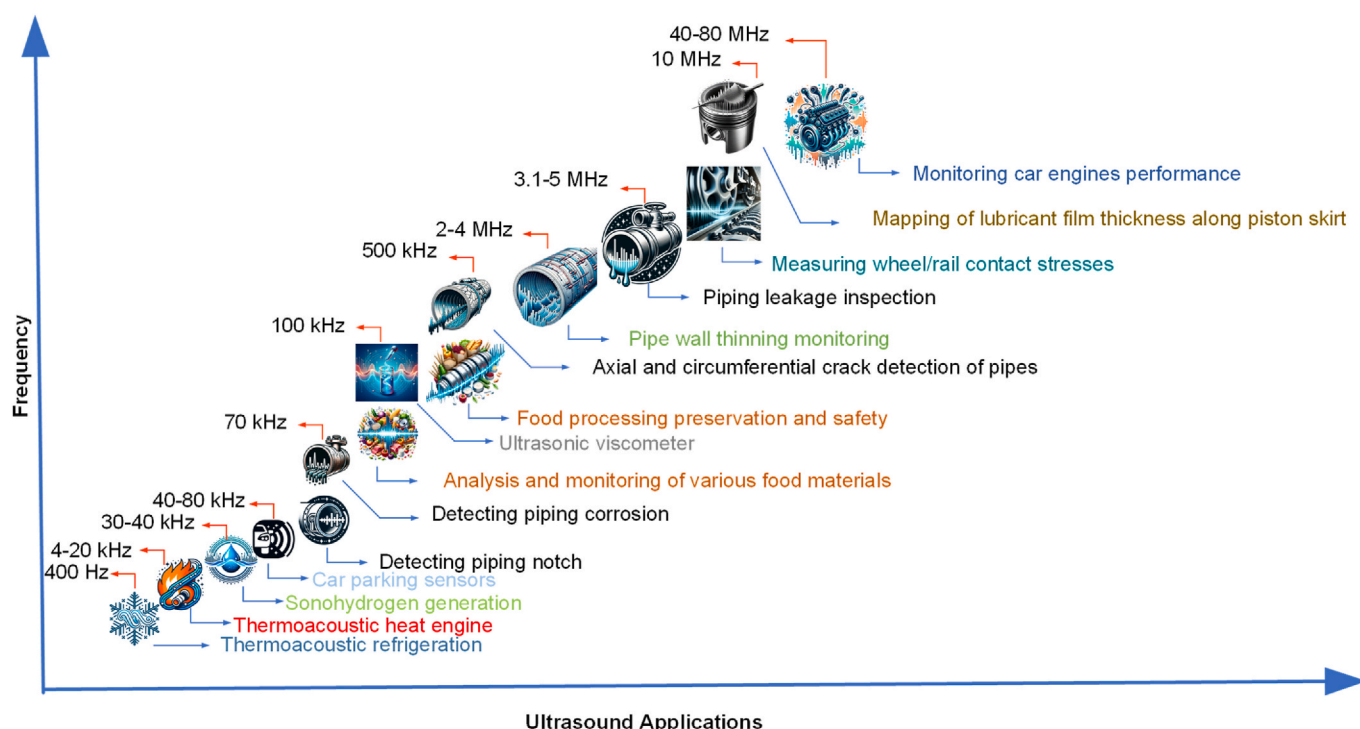 40-80 MHz
10 MHz
Monitoring car engines performance
3.1-5 MHz
Mapping of lubricant film thickness along piston skirt
2-4 MHz
500 kHz
Measuring wheel/rail contact stresses
Piping leakage inspection
100 kHz
Pipe wall thinning monitoring
Axial and circumferential crack detection of pipes
Frequency
70 kHz
Food processing preservation and safety
Ultrasonic viscometer
Analysis and monitoring of various food materials
40-80 kHz
Detecting piping corrosion
30-40 kHz
4-20 kHz
Detecting piping notch
400 Hz
Car parking sensors
Sonohydrogen generation
Thermoacoustic heat engine
Thermoacoustic refrigeration
Ultrasound Applications